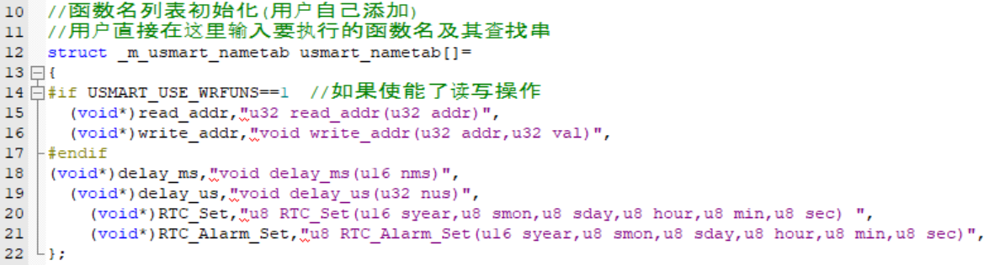 10 //函数名列表初始化(用户自己添加)
11 //用户直接在这里输入要执行的函数名及其查找串
12 struct _m_usmart_nametab usmart_nametab[]=
13 {
14 #if USMART_USE_WRFUNS==1 //如果使能了读写操作
15 (void*)read_addr,"u32 read_addr(u32 addr)",
16 (void*)write_addr,"void write_addr(u32 addr,u32 val)",
17 #endif
18 (void*)delay_ms,"void delay_ms(u16 nms)",
19 (void*)delay_us,"void delay_us(u32 nus)",
20 (void*)RTC_Set,"u8 RTC_Set(u16 syear,u8 smon,u8 sday,u8 hour,u8 min,u8 sec) ",
21 (void*)RTC_Alarm_Set,"u8 RTC_Alarm_Set(u16 syear,u8 smon,u8 sday,u8 hour,u8 min,u8 sec)",
22 };